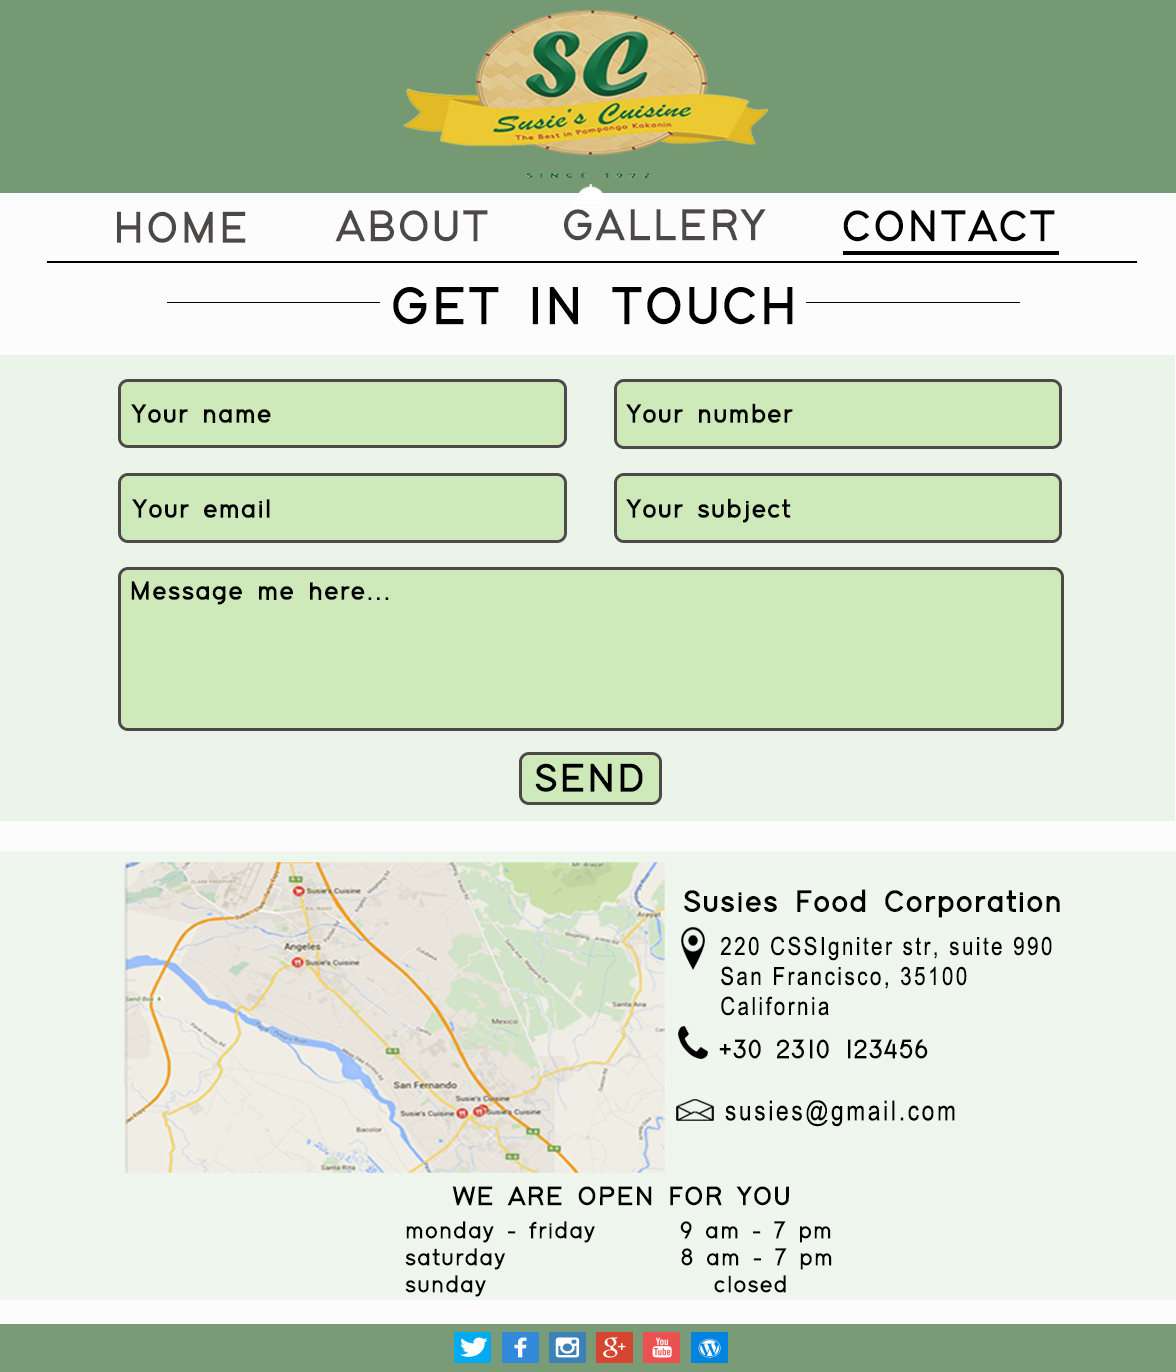 SC
Susie's Cuisine
The Best in Pampanga Kakanin
SINCE 1972
HOME ABOUT GALLERY CONTACT
GET IN TOUCH
Your name
Your number
Your email
Your subject
Message me here...
SEND
Mt Arayat
Susie's Cuisine
Arayat
Angeles
Susie's Cuisine
Santa Ana
Mexico
San Fernando
Susie's Cuisine
Susie's Cuisine
Susie's Cuisine
Bacolor
Santa Rita
Susies Food Corporation
220 CSSIgniter str, suite 990
San Francisco, 35100
California
+30 2310 123456
susies@gmail.com
WE ARE OPEN FOR YOU
monday - friday 9 am - 7 pm
saturday 8 am - 7 pm
sunday closed
You
Tube